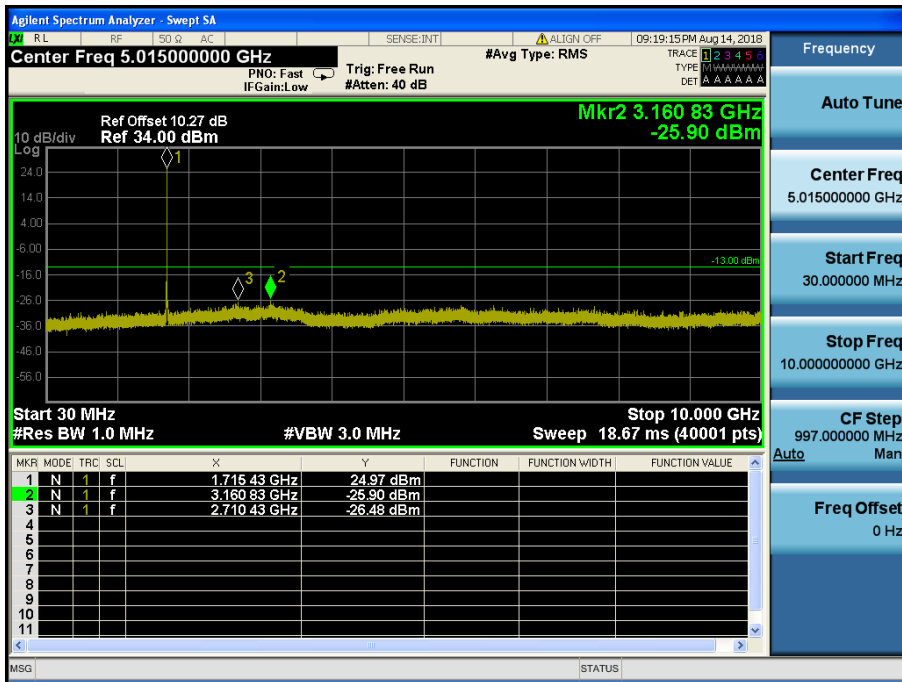 Agilent Spectrum Analyzer - Swept SA
LXI RL RF 50 Ω AC SENSE:INT ALIGN OFF 09:19:15 PM Aug 14, 2018
Center Freq 5.015000000 GHz
#Avg Type: RMS
TRACE 1 2 3 4 5 6
PNO: Fast
Trig: Free Run
TYPE M WWWWW
IFGain:Low
#Atten: 40 dB
DET A A A A A A
Mkr2 3.160 83 GHz
Ref Offset 10.27 dB
-25.90 dBm
10 dB/div
Ref 34.00 dBm
Log
1
24.0
14.0
4.00
-6.00
-13.00 dBm
-16.0
3
2
-26.0
-36.0
-46.0
-56.0
Start 30 MHz
Stop 10.000 GHz
#Res BW 1.0 MHz
#VBW 3.0 MHz
Sweep 18.67 ms (40001 pts)
MKR MODE TRC SCL X Y FUNCTION FUNCTION WIDTH FUNCTION VALUE
1 N 1 f 1.715 43 GHz 24.97 dBm
2 N 1 f 3.160 83 GHz -25.90 dBm
3 N 1 f 2.710 43 GHz -26.48 dBm
4
5
6
7
8
9
10
11
MSG
STATUS
Frequency
Auto Tune
Center Freq
5.015000000 GHz
Start Freq
30.000000 MHz
Stop Freq
10.000000000 GHz
CF Step
997.000000 MHz
Auto Man
Freq Offset
0 Hz